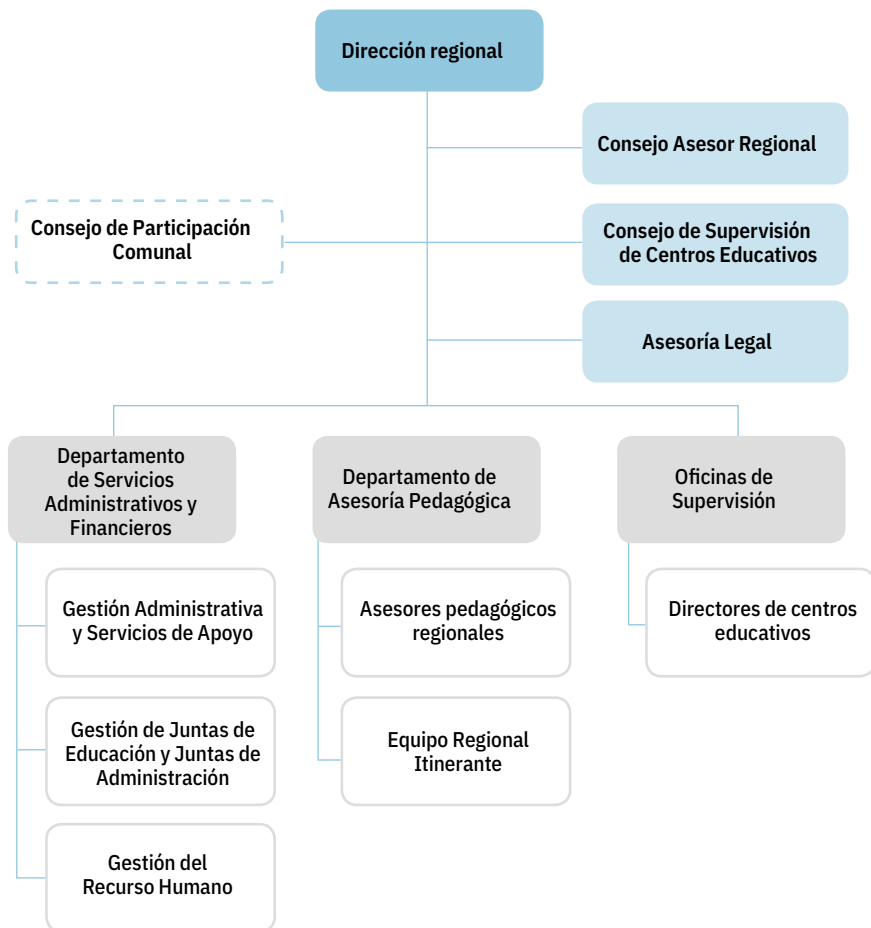 Dirección regional
Consejo Asesor Regional
Consejo de Participación
Comunal
Consejo de Supervisión
de Centros Educativos
Asesoría Legal
Departamento
de Servicios
Administrativos y
Financieros
Departamento de
Asesoría Pedagógica
Oficinas de
Supervisión
Gestión Administrativa
y Servicios de Apoyo
Asesores pedagógicos
regionales
Directores de centros
educativos
Gestión de Juntas de
Educación y Juntas de
Administración
Equipo Regional
Itinerante
Gestión del
Recurso Humano